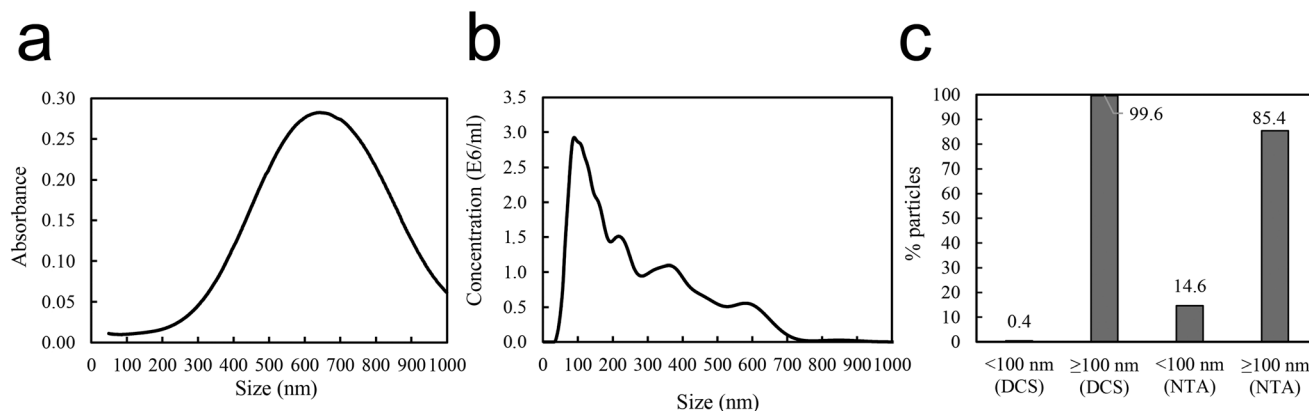 a
0.30
0.25
0.20
0.15
0.10
0.05
0.00
Absorbance
0 100 200 300 400 500 600 700 800 900 1000
Size (nm)
b
3.5
3.0
2.5
2.0
1.5
1.0
0.5
0.0
Concentration (E6/ml)
0 100 200 300 400 500 600 700 800 900 1000
Size (nm)
c
100
90
80
70
60
50
40
30
20
10
0
% particles
0.4
99.6
14.6
85.4
<100 nm
(DCS)
≥100 nm
(DCS)
<100 nm
(NTA)
≥100 nm
(NTA)